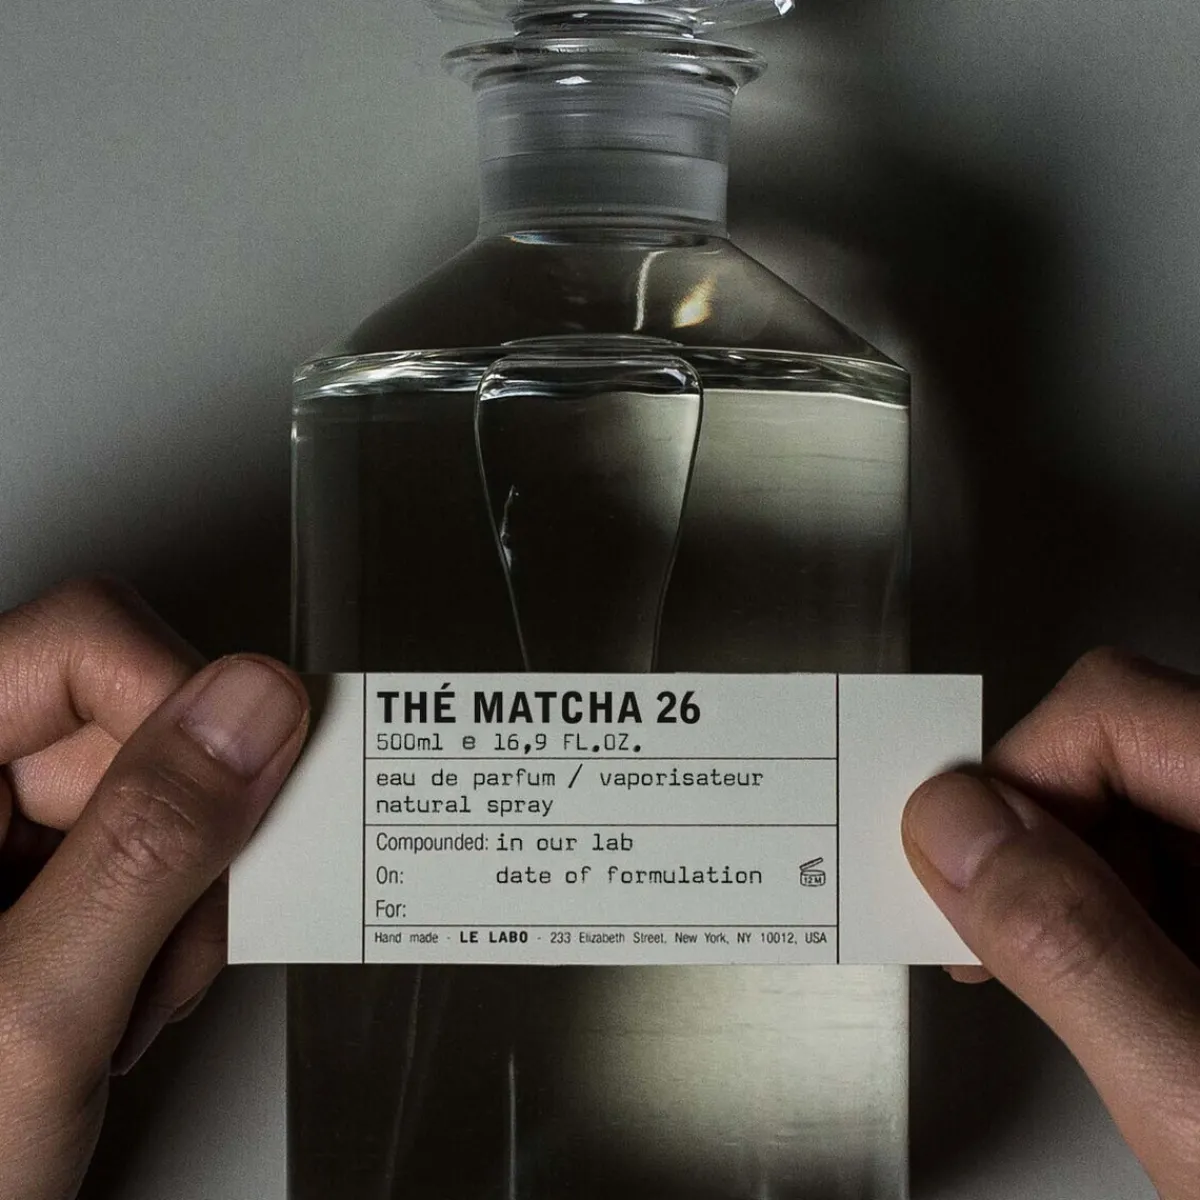 THÉ MATCHA 26
500ml e 16,9 FL.OZ.
eau de parfum / vaporisateur
natural spray
Compounded: in our lab
On: date of formulation
12M
For:
Hand made - LE LABO - 233 Elizabeth Street, New York, NY 10012, USA